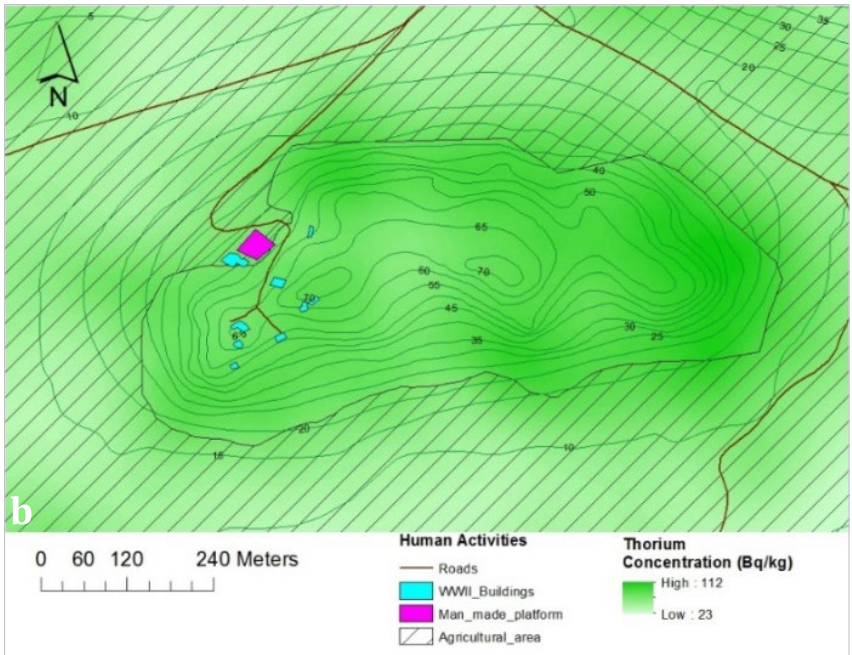 5
35
30
25
20
N
10
40
50
65
60
70
55
70
45
30
65
35
25
20
15
10
b
0 60 120 240 Meters
Human Activities
Roads
WWII_Buildings
Man_made_platform
Agricultural_area
Thorium
Concentration (Bq/kg)
High : 112
Low : 23